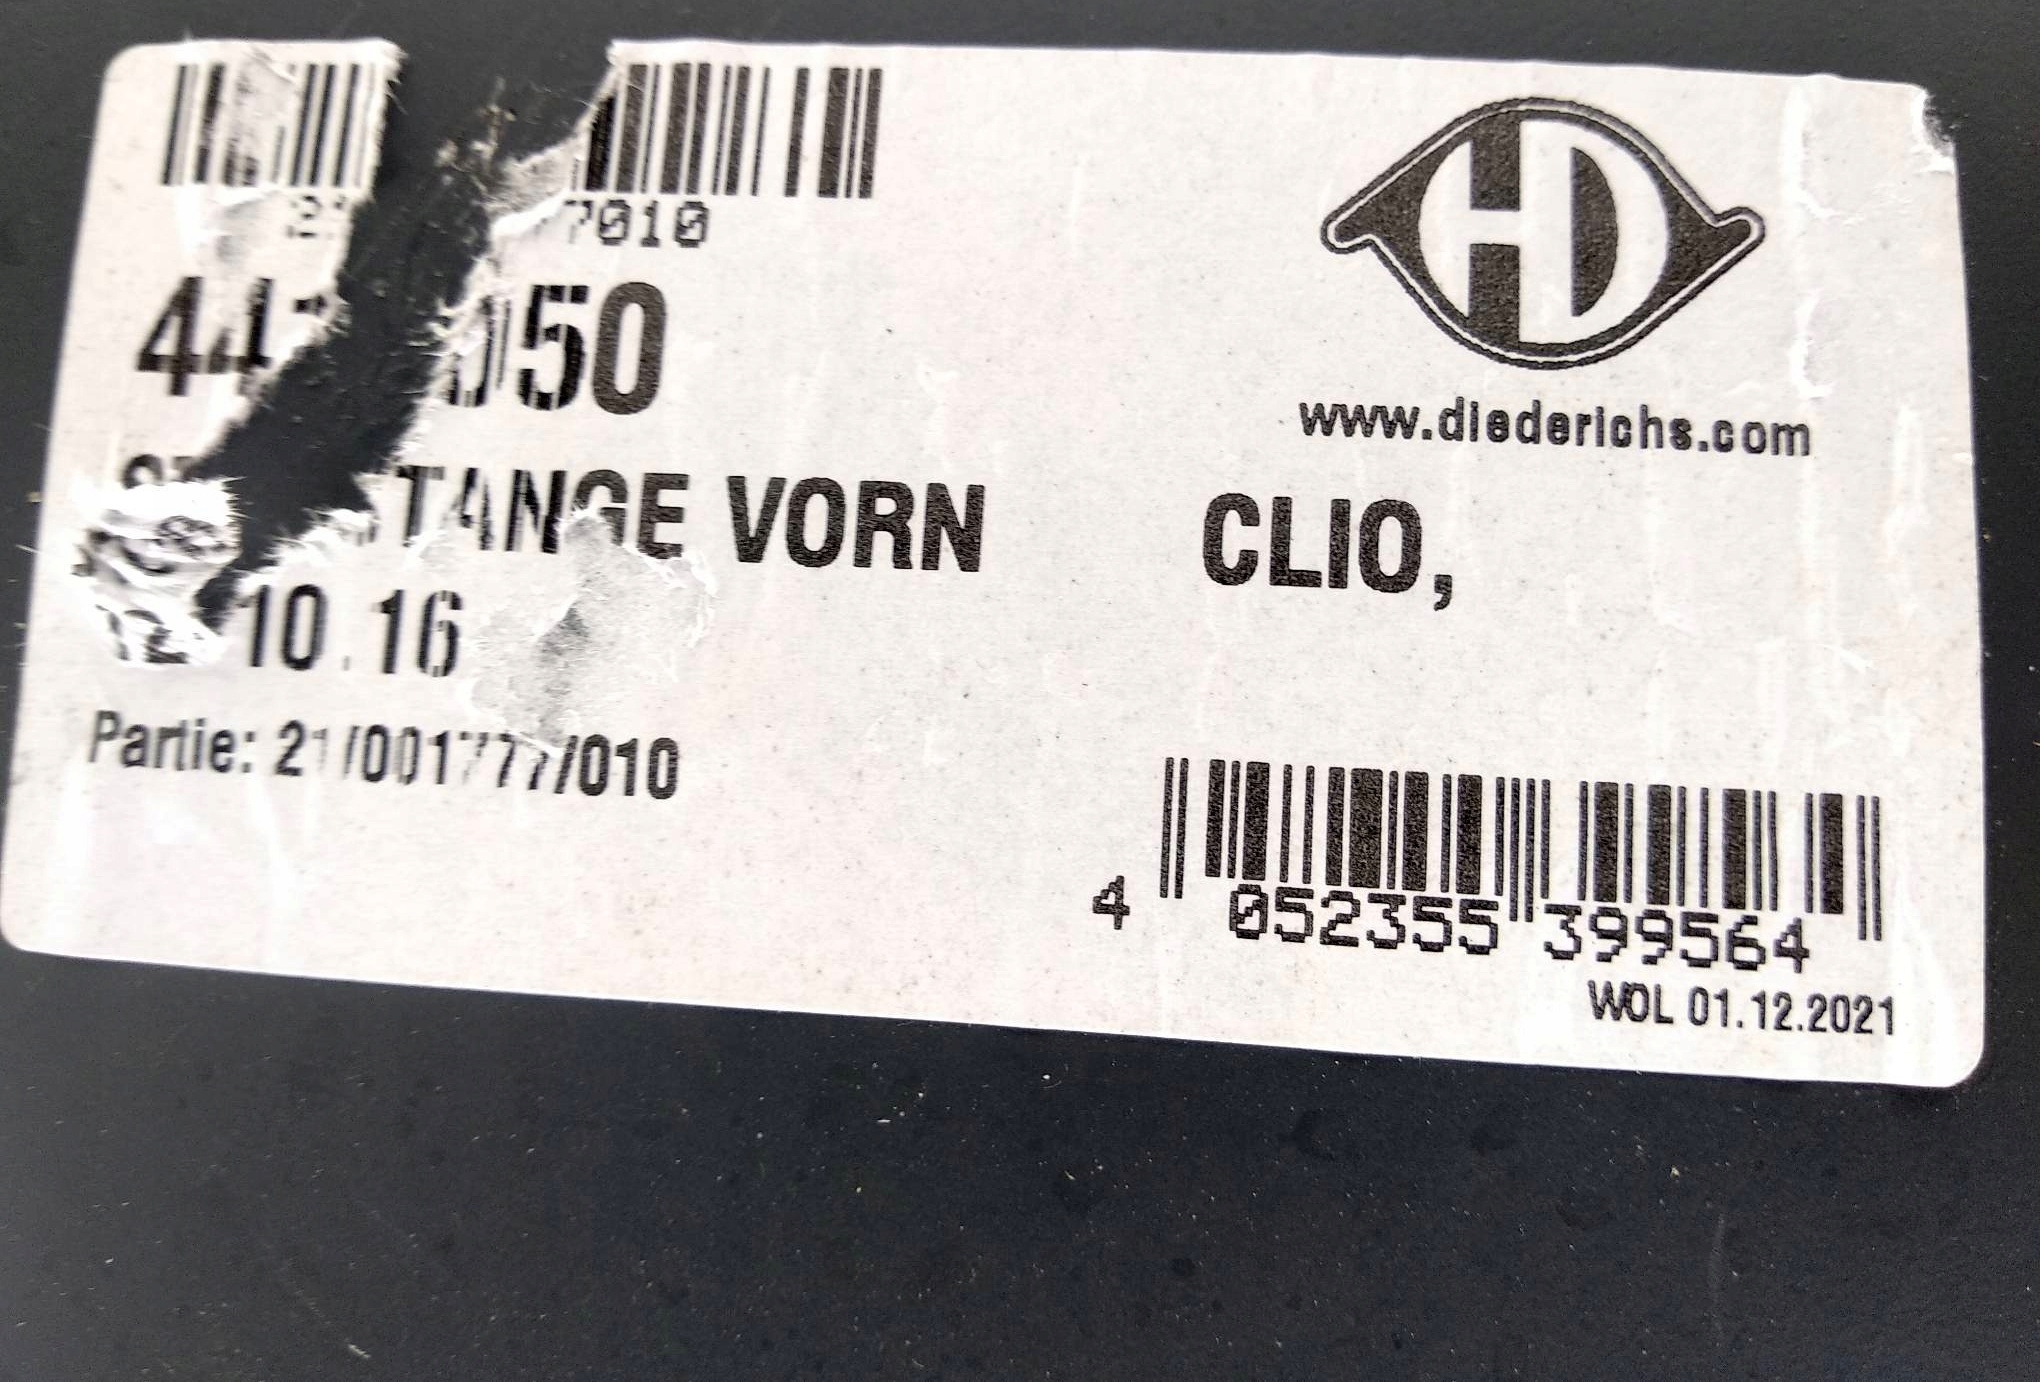 7010
50
www.diederichs.com
VORN CLIO,
10.16
Partie: 21/001777/010
4 052355 399564
WOL 01.12.2021